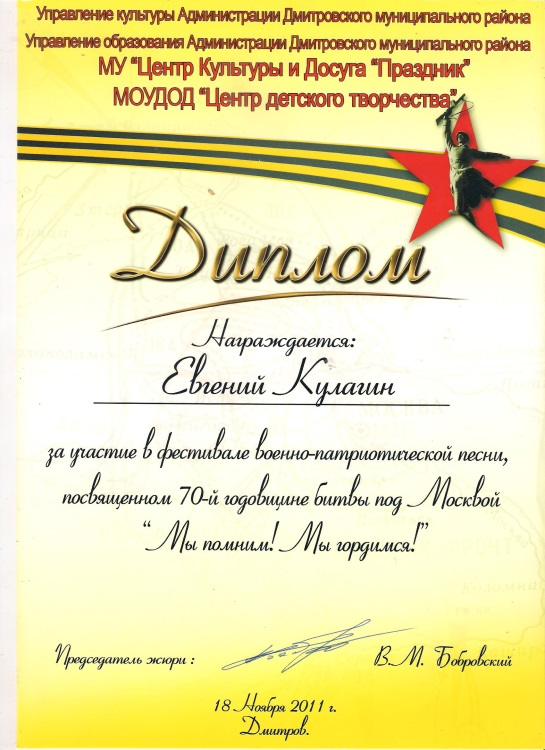 Управление культуры Администрации Дмитровского муниципального района
Управление образования Администрации Дмитровского муниципального района
МУ "Центр Культуры и Досуга "Праздник"
МОУДОД "Центр детского творчества"
Диплом
Награждается:
Евгений Кулагин
за участие в фестивале военно-патриотической песни,
посвященном 70-й годовщине битвы под Москвой
"Мы помним! Мы гордимся!"
Председатель жюри : В.М. Бобровский
18 Ноября 2011 г.
Дмитров.